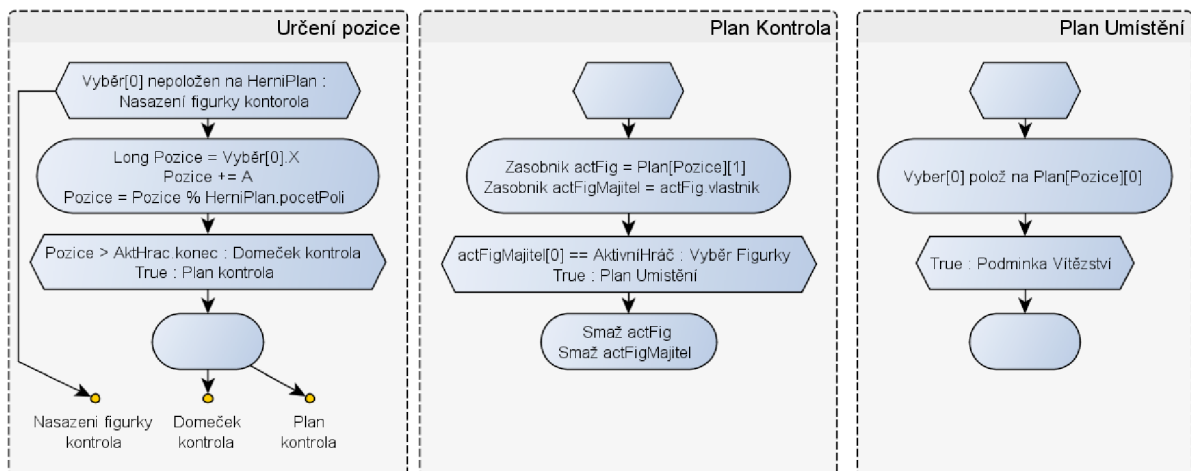 Určení pozice
Vyběr[0] nepoložen na HerniPlan :
Nasazení figurky kontorola
Long Pozice = Vyběr[0].X
Pozice += A
Pozice = Pozice % HerniPlan.pocetPoli
Pozice > AktHrac.konec : Domeček kontrola
True : Plan kontrola
Nasazeni figurky
kontrola
Domeček
kontrola
Plan
kontrola
Plan Kontrola
Zasobnik actFig = Plan[Pozice][1]
Zasobnik actFigMajitel = actFig.vlastnik
actFigMajitel[0] == AktivníHráč : Vyběr Figurky
True : Plan Umistění
Smaž actFig
Smaž actFigMajitel
Plan Umístění
Vyber[0] polož na Plan[Pozice][0]
True : Podminka Vítězství